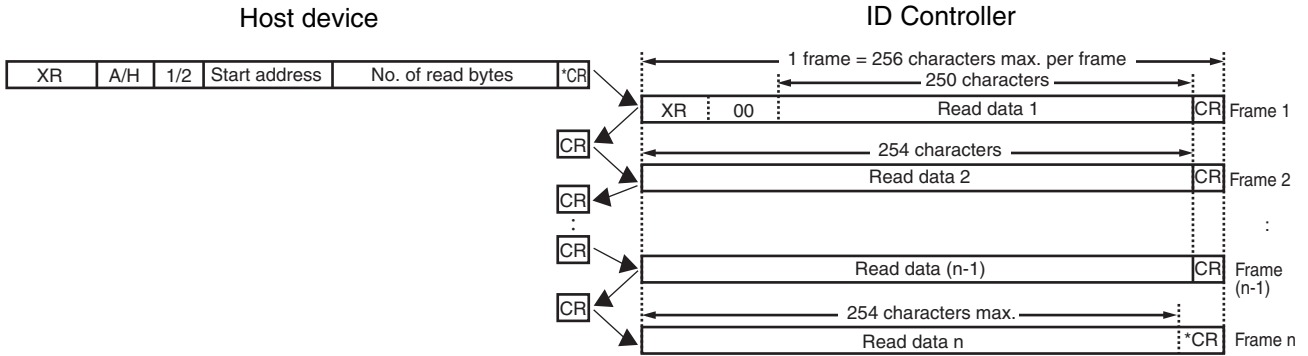 Host device
ID Controller
1 frame = 256 characters max. per frame
250 characters
XR A/H 1/2 Start address No. of read bytes *CR
XR 00 Read data 1 CR Frame 1
CR
254 characters
Read data 2 CR Frame 2
CR
:
:
CR
Read data (n-1) CR Frame
(n-1)
CR
254 characters max.
Read data n *CR Frame n